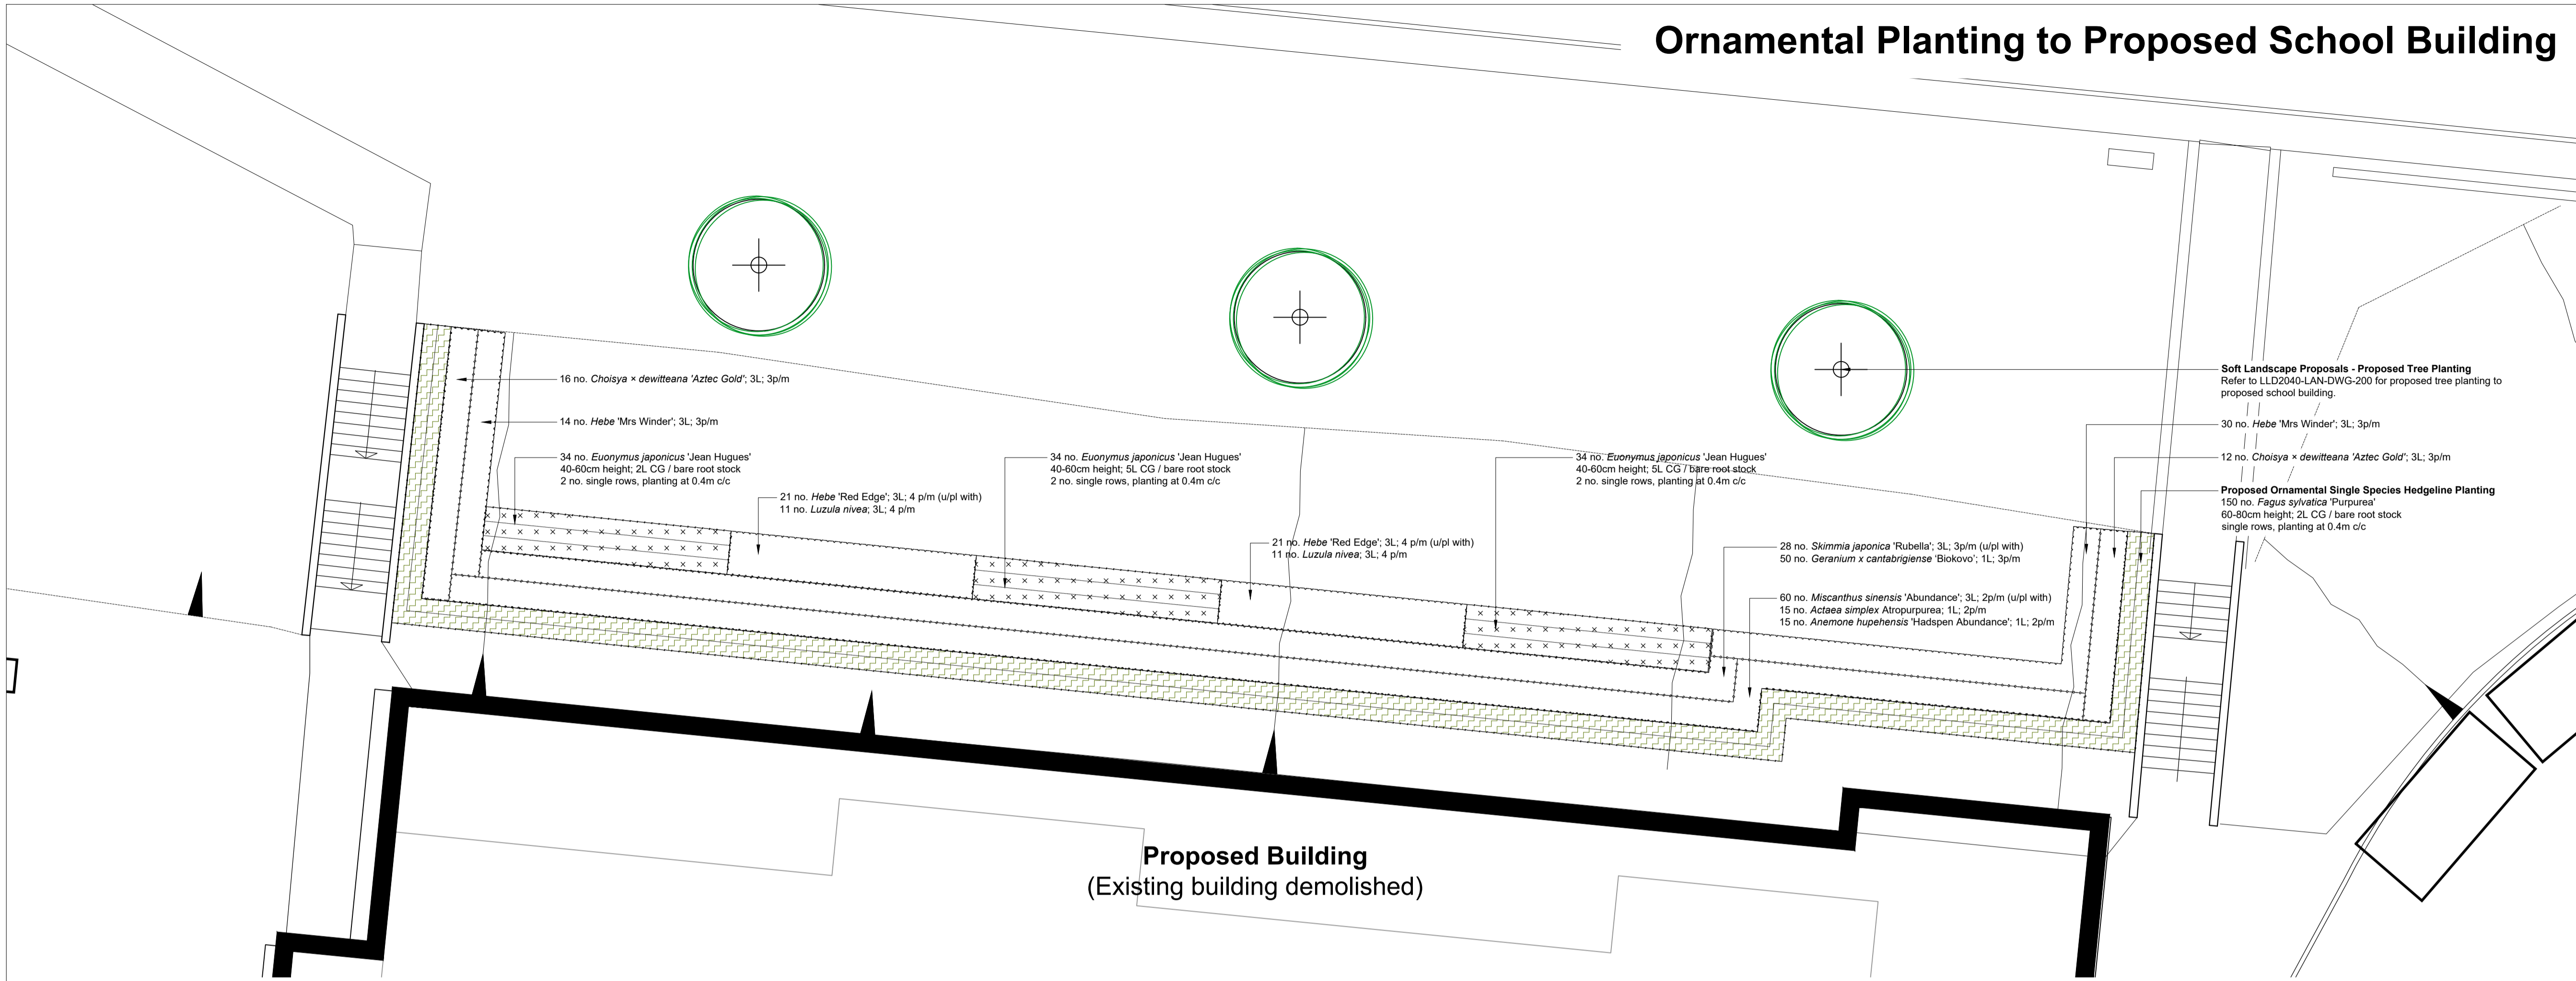 Ornamental Planting to Proposed School Building
16 no. Choisya × dewitteana 'Aztec Gold'; 3L; 3p/m
14 no. Hebe 'Mrs Winder'; 3L; 3p/m
34 no. Euonymus japonicus 'Jean Hugues'
40-60cm height; 2L CG / bare root stock
2 no. single rows, planting at 0.4m c/c
21 no. Hebe 'Red Edge'; 3L; 4 p/m (u/pl with)
11 no. Luzula nivea; 3L; 4 p/m
34 no. Euonymus japonicus 'Jean Hugues'
40-60cm height; 5L CG / bare root stock
2 no. single rows, planting at 0.4m c/c
21 no. Hebe 'Red Edge'; 3L; 4 p/m (u/pl with)
11 no. Luzula nivea; 3L; 4 p/m
34 no. Euonymus japonicus 'Jean Hugues'
40-60cm height; 5L CG / bare root stock
2 no. single rows, planting at 0.4m c/c
28 no. Skimmia japonica 'Rubella'; 3L; 3p/m (u/pl with)
50 no. Geranium x cantabrigiense 'Biokovo'; 1L; 3p/m
60 no. Miscanthus sinensis 'Abundance'; 3L; 2p/m (u/pl with)
15 no. Actaea simplex Atropurpurea; 1L; 2p/m
15 no. Anemone hupehensis 'Hadspen Abundance'; 1L; 2p/m
Soft Landscape Proposals - Proposed Tree Planting
Refer to LLD2040-LAN-DWG-200 for proposed tree planting to
proposed school building.
30 no. Hebe 'Mrs Winder'; 3L; 3p/m
12 no. Choisya × dewitteana 'Aztec Gold'; 3L; 3p/m
Proposed Ornamental Single Species Hedgeline Planting
150 no. Fagus sylvatica 'Purpurea'
60-80cm height; 2L CG / bare root stock
single rows, planting at 0.4m c/c
Proposed Building
(Existing building demolished)